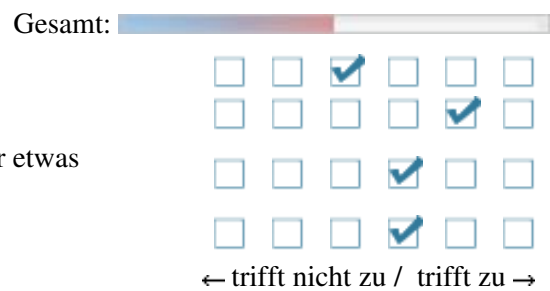 Gesamt:
etwas
← trifft nicht zu / trifft zu →